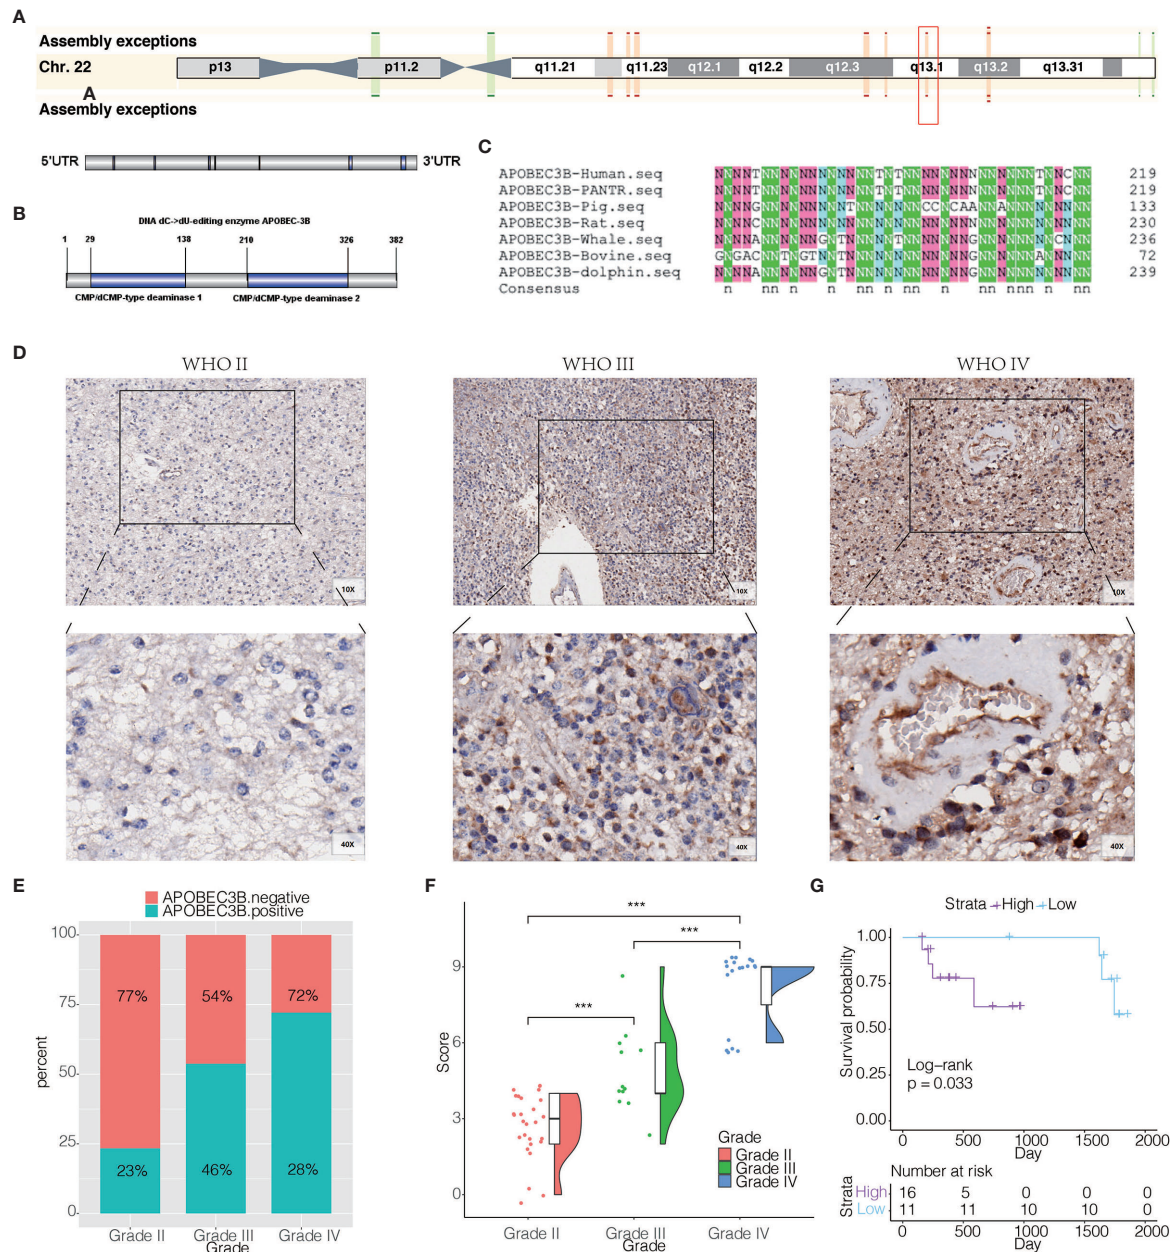 A
Assembly exceptions
Chr. 22
p13
p11.2
q11.21
q11.23
q12.1
q12.2
q12.3
q13.1
q13.2
q13.31
A
Assembly exceptions
5'UTR
3'UTR
B
DNA dC->dU-editing enzyme APOBEC-3B
1 29 138 210 326 382
CMP/dCMP-type deaminase 1
CMP/dCMP-type deaminase 2
C
APOBEC3B-Human.seq 219
APOBEC3B-PANTR.seq 219
APOBEC3B-Pig.seq 133
APOBEC3B-Rat.seq 230
APOBEC3B-Whale.seq 236
APOBEC3B-Bovine.seq 72
APOBEC3B-dolphin.seq 239
Consensus
D
WHO II
WHO III
WHO IV
10X
10X
10X
40X
40X
40X
E
APOBEC3B.negative
APOBEC3B.positive
percent
100
75
50
25
0
77%
54%
72%
23%
46%
28%
Grade II
Grade III
Grade IV
Grade
F
Score
9
6
3
0
***
***
***
Grade
Grade II
Grade III
Grade IV
Grade II
Grade III
Grade IV
Grade
G
Strata High Low
Survival probability
1.00
0.75
0.50
0.25
0.00
Log-rank
p = 0.033
0 500 1000 1500 2000
Day
Number at risk
Strata
High 16 5 0 0 0
Low 11 11 10 10 0
0 500 1000 1500 2000
Day